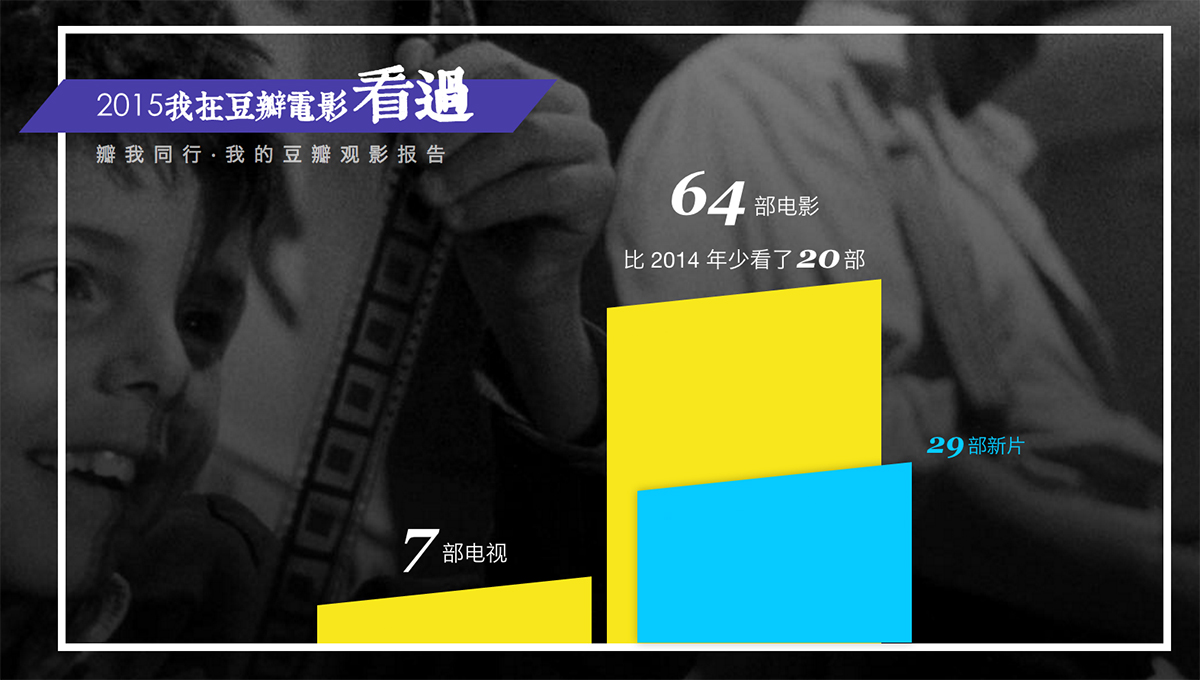 2015我在豆瓣電影看過
瓣我同行·我的豆瓣观影报告
64 部电影
比 2014 年少看了 20 部
29 部新片
7 部电视